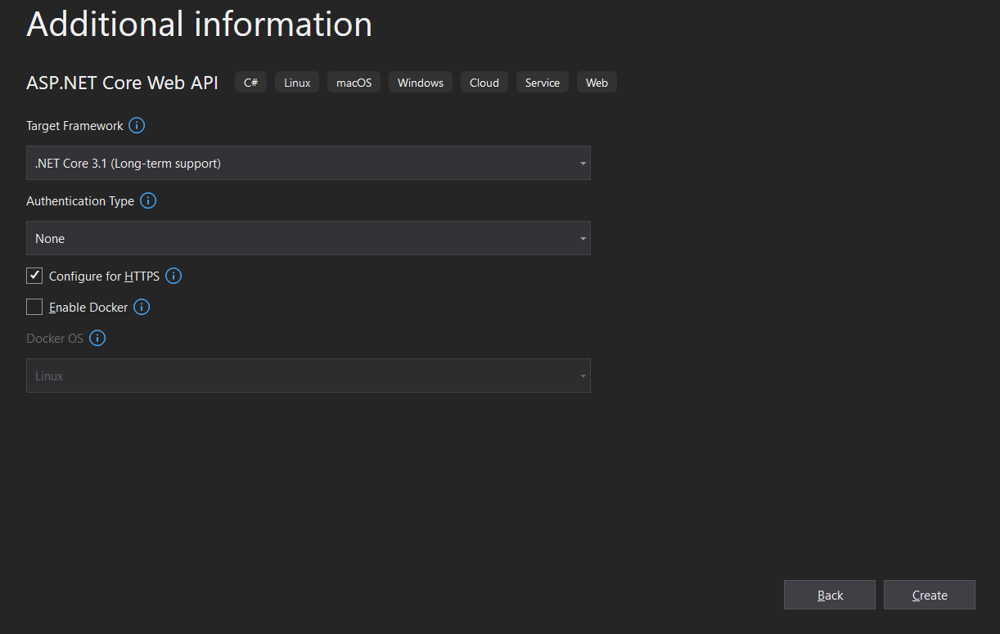 Additional information
ASP.NET Core Web API C# Linux macOS Windows Cloud Service Web
Target Framework
.NET Core 3.1 (Long-term support)
Authentication Type
None
Configure for HTTPS
Enable Docker
Docker OS
Linux
Back Create